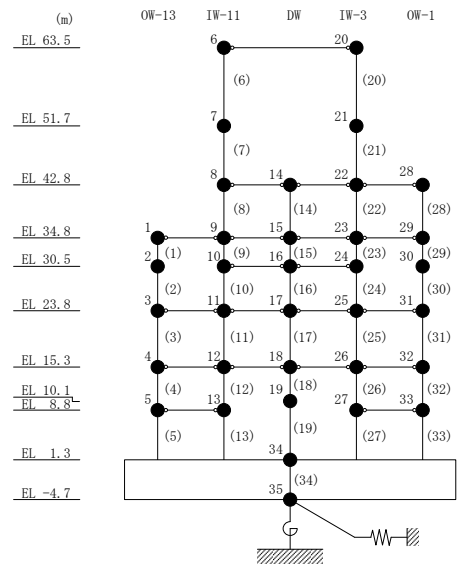 (m) OW-13 IW-11 DW IW-3 OW-1
EL 63.5 6 20
(6) (20)
EL 51.7 7 21
(7) (21)
EL 42.8 8 14 22 28
(8) (14) (22) (28)
EL 34.8 1 9 15 23 29
(1) (9) (15) (23) (29)
EL 30.5 2 10 16 24 30
(2) (10) (16) (24) (30)
EL 23.8 3 11 17 25 31
(3) (11) (17) (25) (31)
EL 15.3 4 12 18 26 32
(4) (12) (18) (26) (32)
EL 10.1 19
EL 8.8 5 13 27 33
(5) (13) (19) (27) (33)
EL 1.3 34
(34)
EL -4.7 35